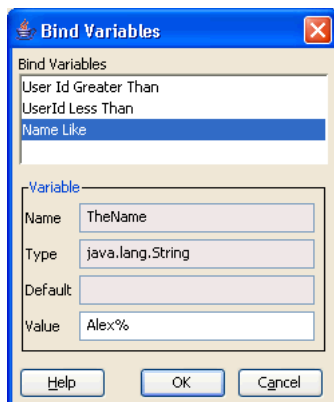 Bind Variables
Bind Variables
User Id Greater Than
UserId Less Than
Name Like
Variable
Name TheName
Type java.lang.String
Default
Value Alex%
Help OK Cancel